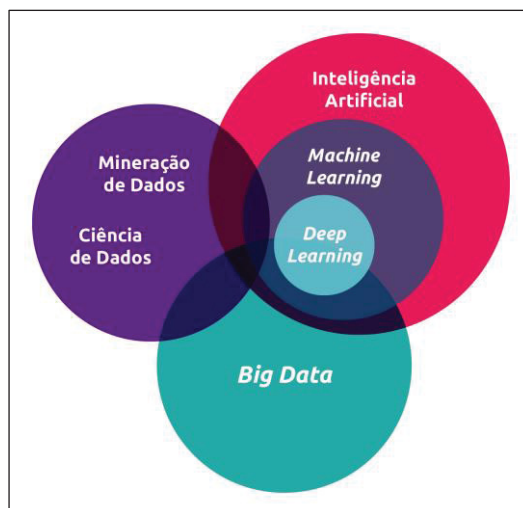 Inteligência
Artificial
Mineração
de Dados
Machine
Learning
Ciência
de Dados
Deep
Learning
Big Data